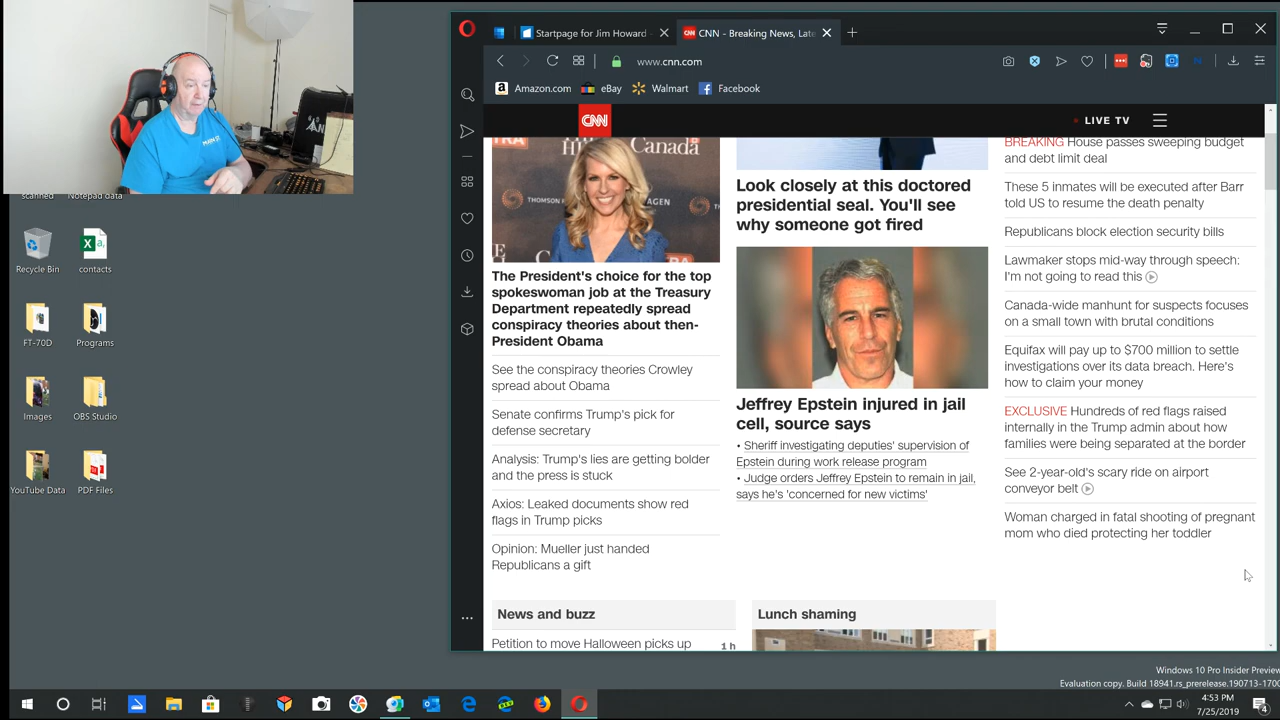 Startpage for Jim Howard -
CNN - Breaking News, Late
www.cnn.com
Amazon.com
eBay
Walmart
Facebook
CNN
LIVE TV
Canada
THOMSON
The President's choice for the top
spokeswoman job at the Treasury
Department repeatedly spread
conspiracy theories about then-
President Obama
See the conspiracy theories Crowley
spread about Obama
Senate confirms Trump's pick for
defense secretary
Analysis: Trump's lies are getting bolder
and the press is stuck
Axios: Leaked documents show red
flags in Trump picks
Opinion: Mueller just handed
Republicans a gift
Look closely at this doctored
presidential seal. You'll see
why someone got fired
Jeffrey Epstein injured in jail
cell, source says
• Sheriff investigating deputies' supervision of
Epstein during work release program
• Judge orders Jeffrey Epstein to remain in jail,
says he's 'concerned for new victims'
BREAKING House passes sweeping budget
and debt limit deal
These 5 inmates will be executed after Barr
told US to resume the death penalty
Republicans block election security bills
Lawmaker stops mid-way through speech:
I'm not going to read this
Canada-wide manhunt for suspects focuses
on a small town with brutal conditions
Equifax will pay up to $700 million to settle
investigations over its data breach. Here's
how to claim your money
EXCLUSIVE Hundreds of red flags raised
internally in the Trump admin about how
families were being separated at the border
See 2-year-old's scary ride on airport
conveyor belt
Woman charged in fatal shooting of pregnant
mom who died protecting her toddler
News and buzz
Petition to move Halloween picks up
1 h
Lunch shaming
scanned
Notepad data
Recycle Bin
contacts
FT-70D
Programs
Images
OBS Studio
YouTube Data
PDF Files
Windows 10 Pro Insider Preview
Evaluation copy. Build 18941.rs_prerelease.190713-1700
4:53 PM
7/25/2019